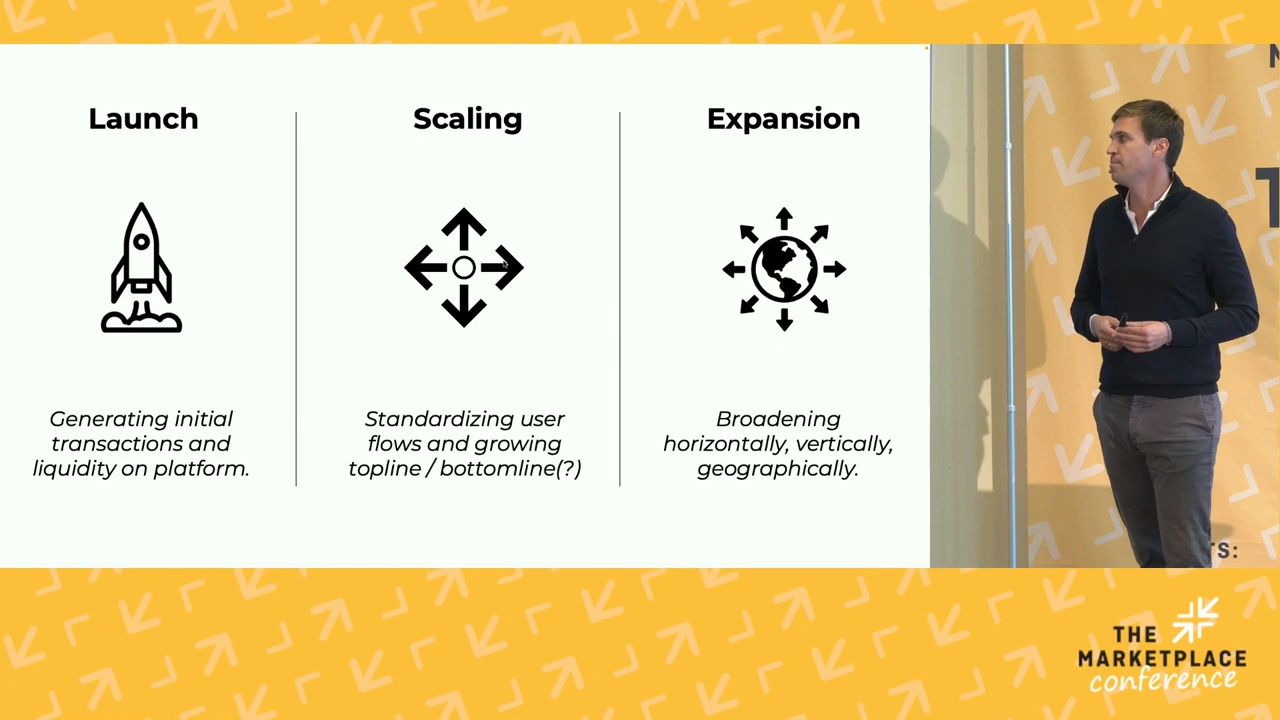 Launch
Generating initial
transactions and
liquidity on platform.
Scaling
Standardizing user
flows and growing
topline / bottomline(?)
Expansion
Broadening
horizontally, vertically,
geographically.
TS:
THE
MARKETPLACE
conference